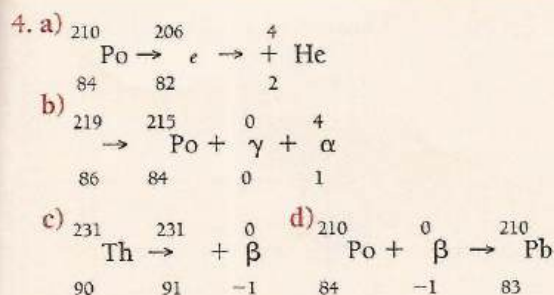 4. a) 210 206 4
Po → e → + He
84 82 2
b)
219 215 0 4
→ Po + γ + α
86 84 0 1
c) 231 231 0 d) 210 0 210
Th → + β Po + β → Pb
90 91 −1 84 −1 83